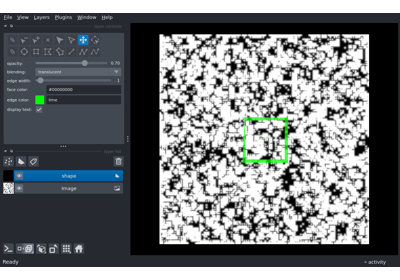 File View Layers Plugins Window Help
opacity: 0.70
blending: translucent
edge width: 1
face color: #00000000
edge color: lime
display text:
shape
Image
Ready
activity